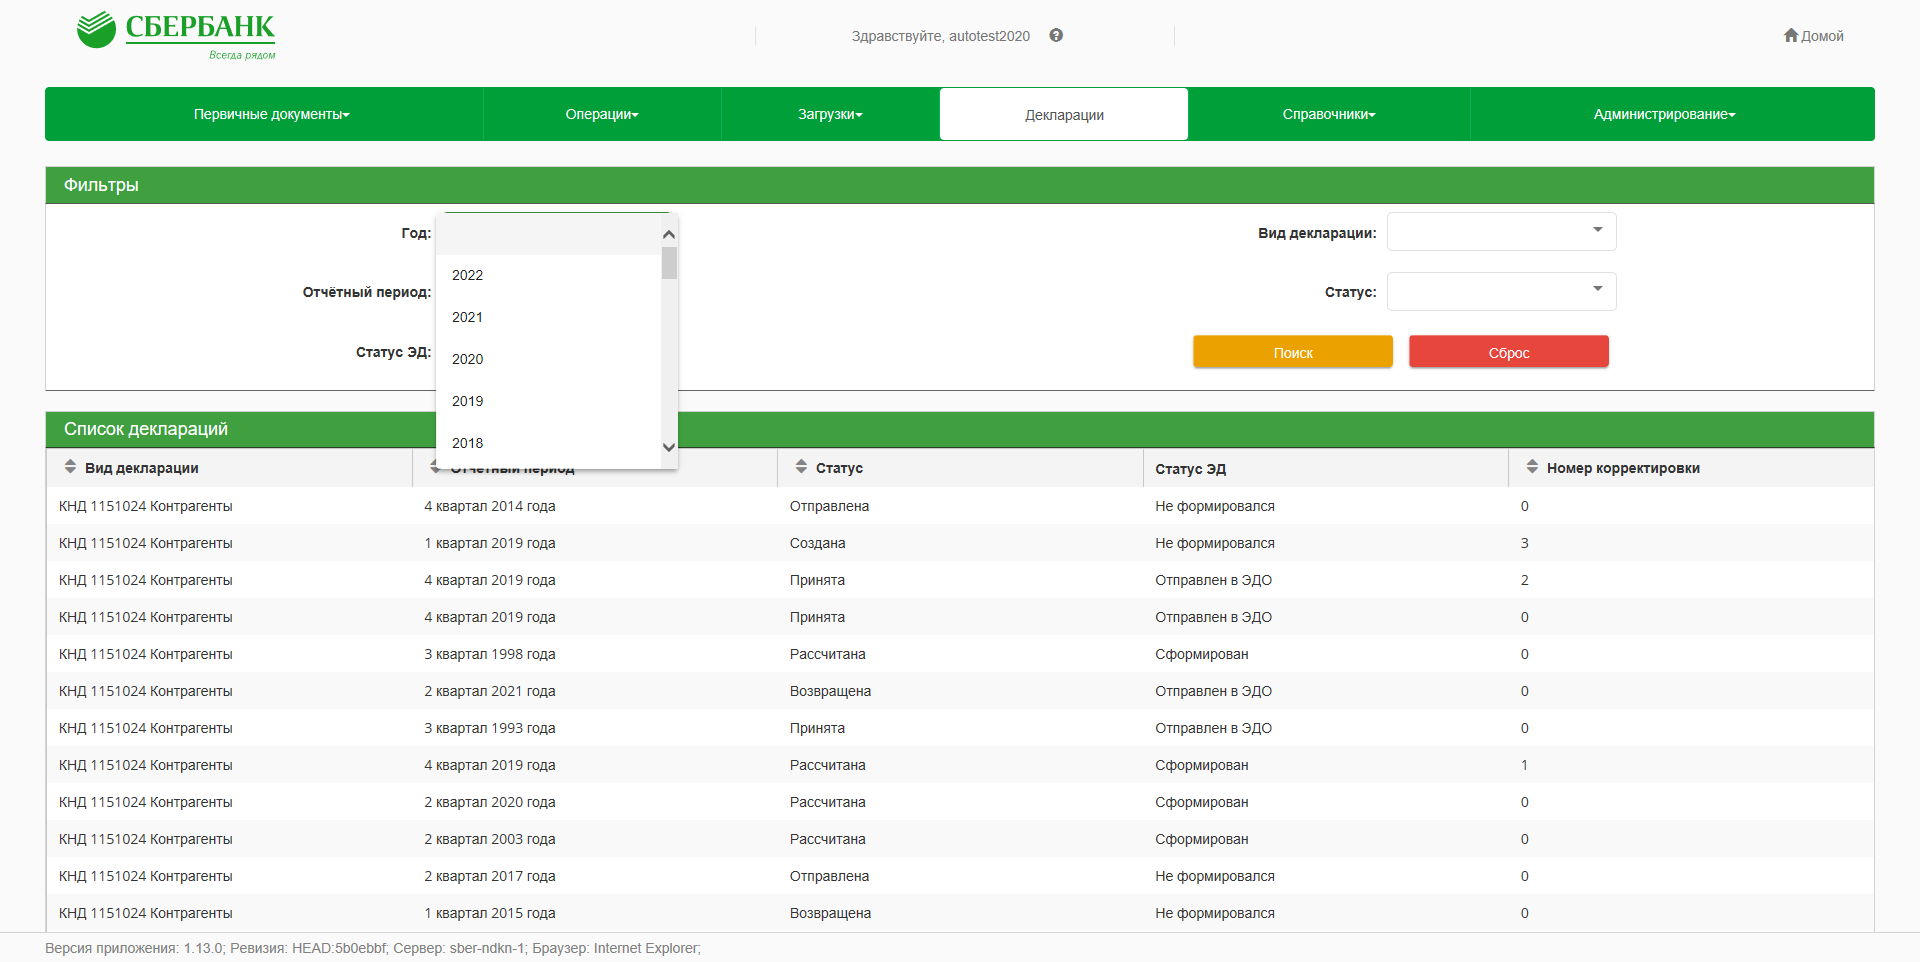 СБЕРБАНК
Всегда рядом
Здравствуйте, autotest2020
Домой
Первичные документы
Операции
Загрузки
Декларации
Справочники
Администрирование
Фильтры
Год:
Вид декларации:
2022
Отчётный период:
Статус:
2021
Статус ЭД:
2020
Поиск
Сброс
2019
2018
Список деклараций
Вид декларации Отчётный период Статус Статус ЭД Номер корректировки
КНД 1151024 Контрагенты 4 квартал 2014 года Отправлена Не формировался 0
КНД 1151024 Контрагенты 1 квартал 2019 года Создана Не формировался 3
КНД 1151024 Контрагенты 4 квартал 2019 года Принята Отправлен в ЭДО 2
КНД 1151024 Контрагенты 4 квартал 2019 года Принята Отправлен в ЭДО 0
КНД 1151024 Контрагенты 3 квартал 1998 года Рассчитана Сформирован 0
КНД 1151024 Контрагенты 2 квартал 2021 года Возвращена Отправлен в ЭДО 0
КНД 1151024 Контрагенты 3 квартал 1993 года Принята Отправлен в ЭДО 0
КНД 1151024 Контрагенты 4 квартал 2019 года Рассчитана Сформирован 1
КНД 1151024 Контрагенты 2 квартал 2020 года Рассчитана Сформирован 0
КНД 1151024 Контрагенты 2 квартал 2003 года Рассчитана Сформирован 0
КНД 1151024 Контрагенты 2 квартал 2017 года Отправлена Не формировался 0
КНД 1151024 Контрагенты 1 квартал 2015 года Возвращена Не формировался 0
Версия приложения: 1.13.0; Ревизия: HEAD:5b0ebbf; Сервер: sber-ndkn-1; Браузер: Internet Explorer;